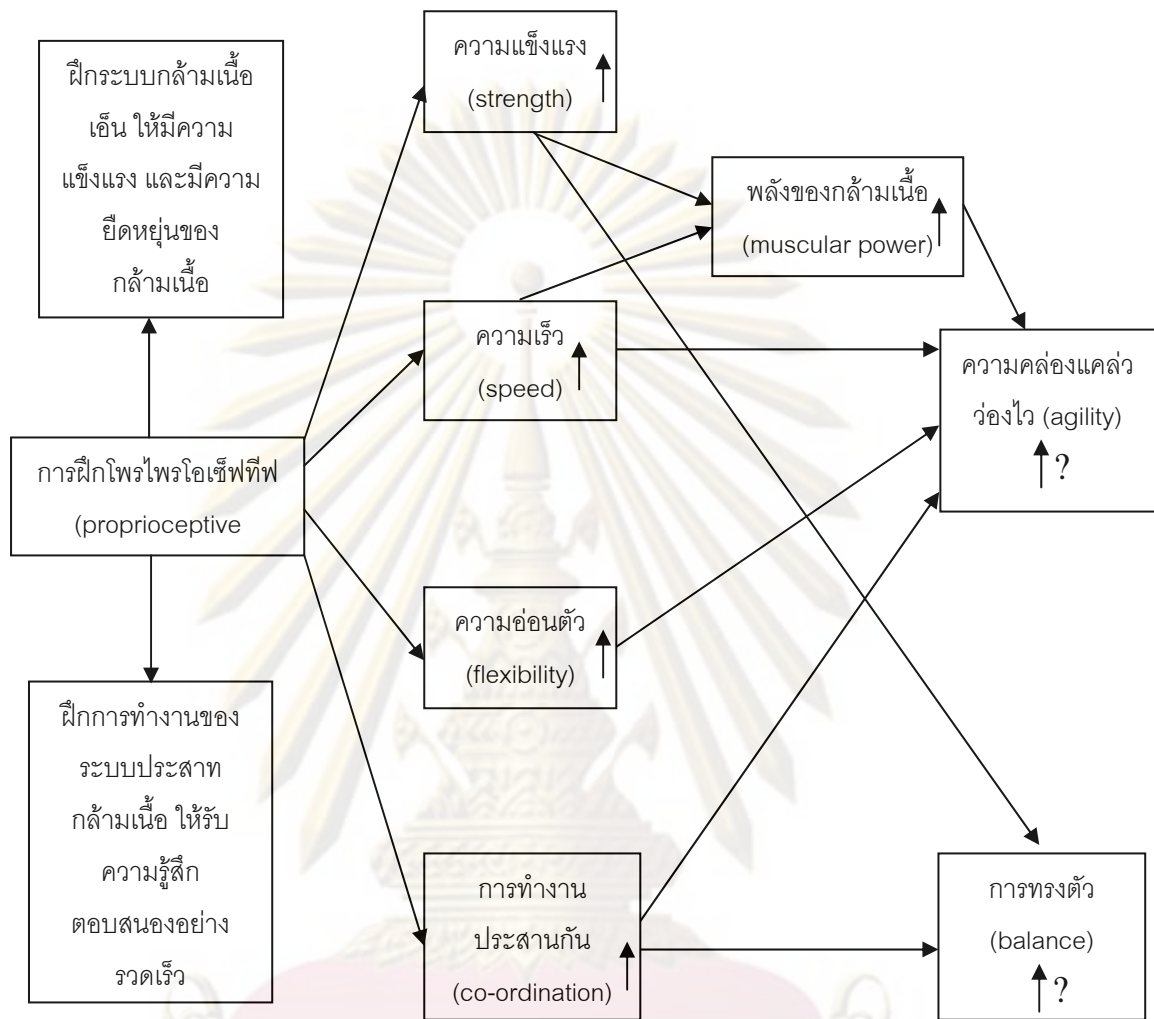 ฝึกระบบกล้ามเนื้อ
เอ็น ให้มีความ
แข็งแรง และมีความ
ยืดหยุ่นของ
กล้ามเนื้อ
การฝึกโพรไพรโอเซ็ฟทีฟ
(proprioceptive
ฝึกการทำงานของ
ระบบประสาท
กล้ามเนื้อ ให้รับ
ความรู้สึก
ตอบสนองอย่าง
รวดเร็ว
ความแข็งแรง
(strength)
ความเร็ว
(speed)
ความอ่อนตัว
(flexibility)
การทำงาน
ประสานกัน
(co-ordination)
พลังของกล้ามเนื้อ
(muscular power)
ความคล่องแคล่ว
ว่องไว (agility)
?
การทรงตัว
(balance)
?